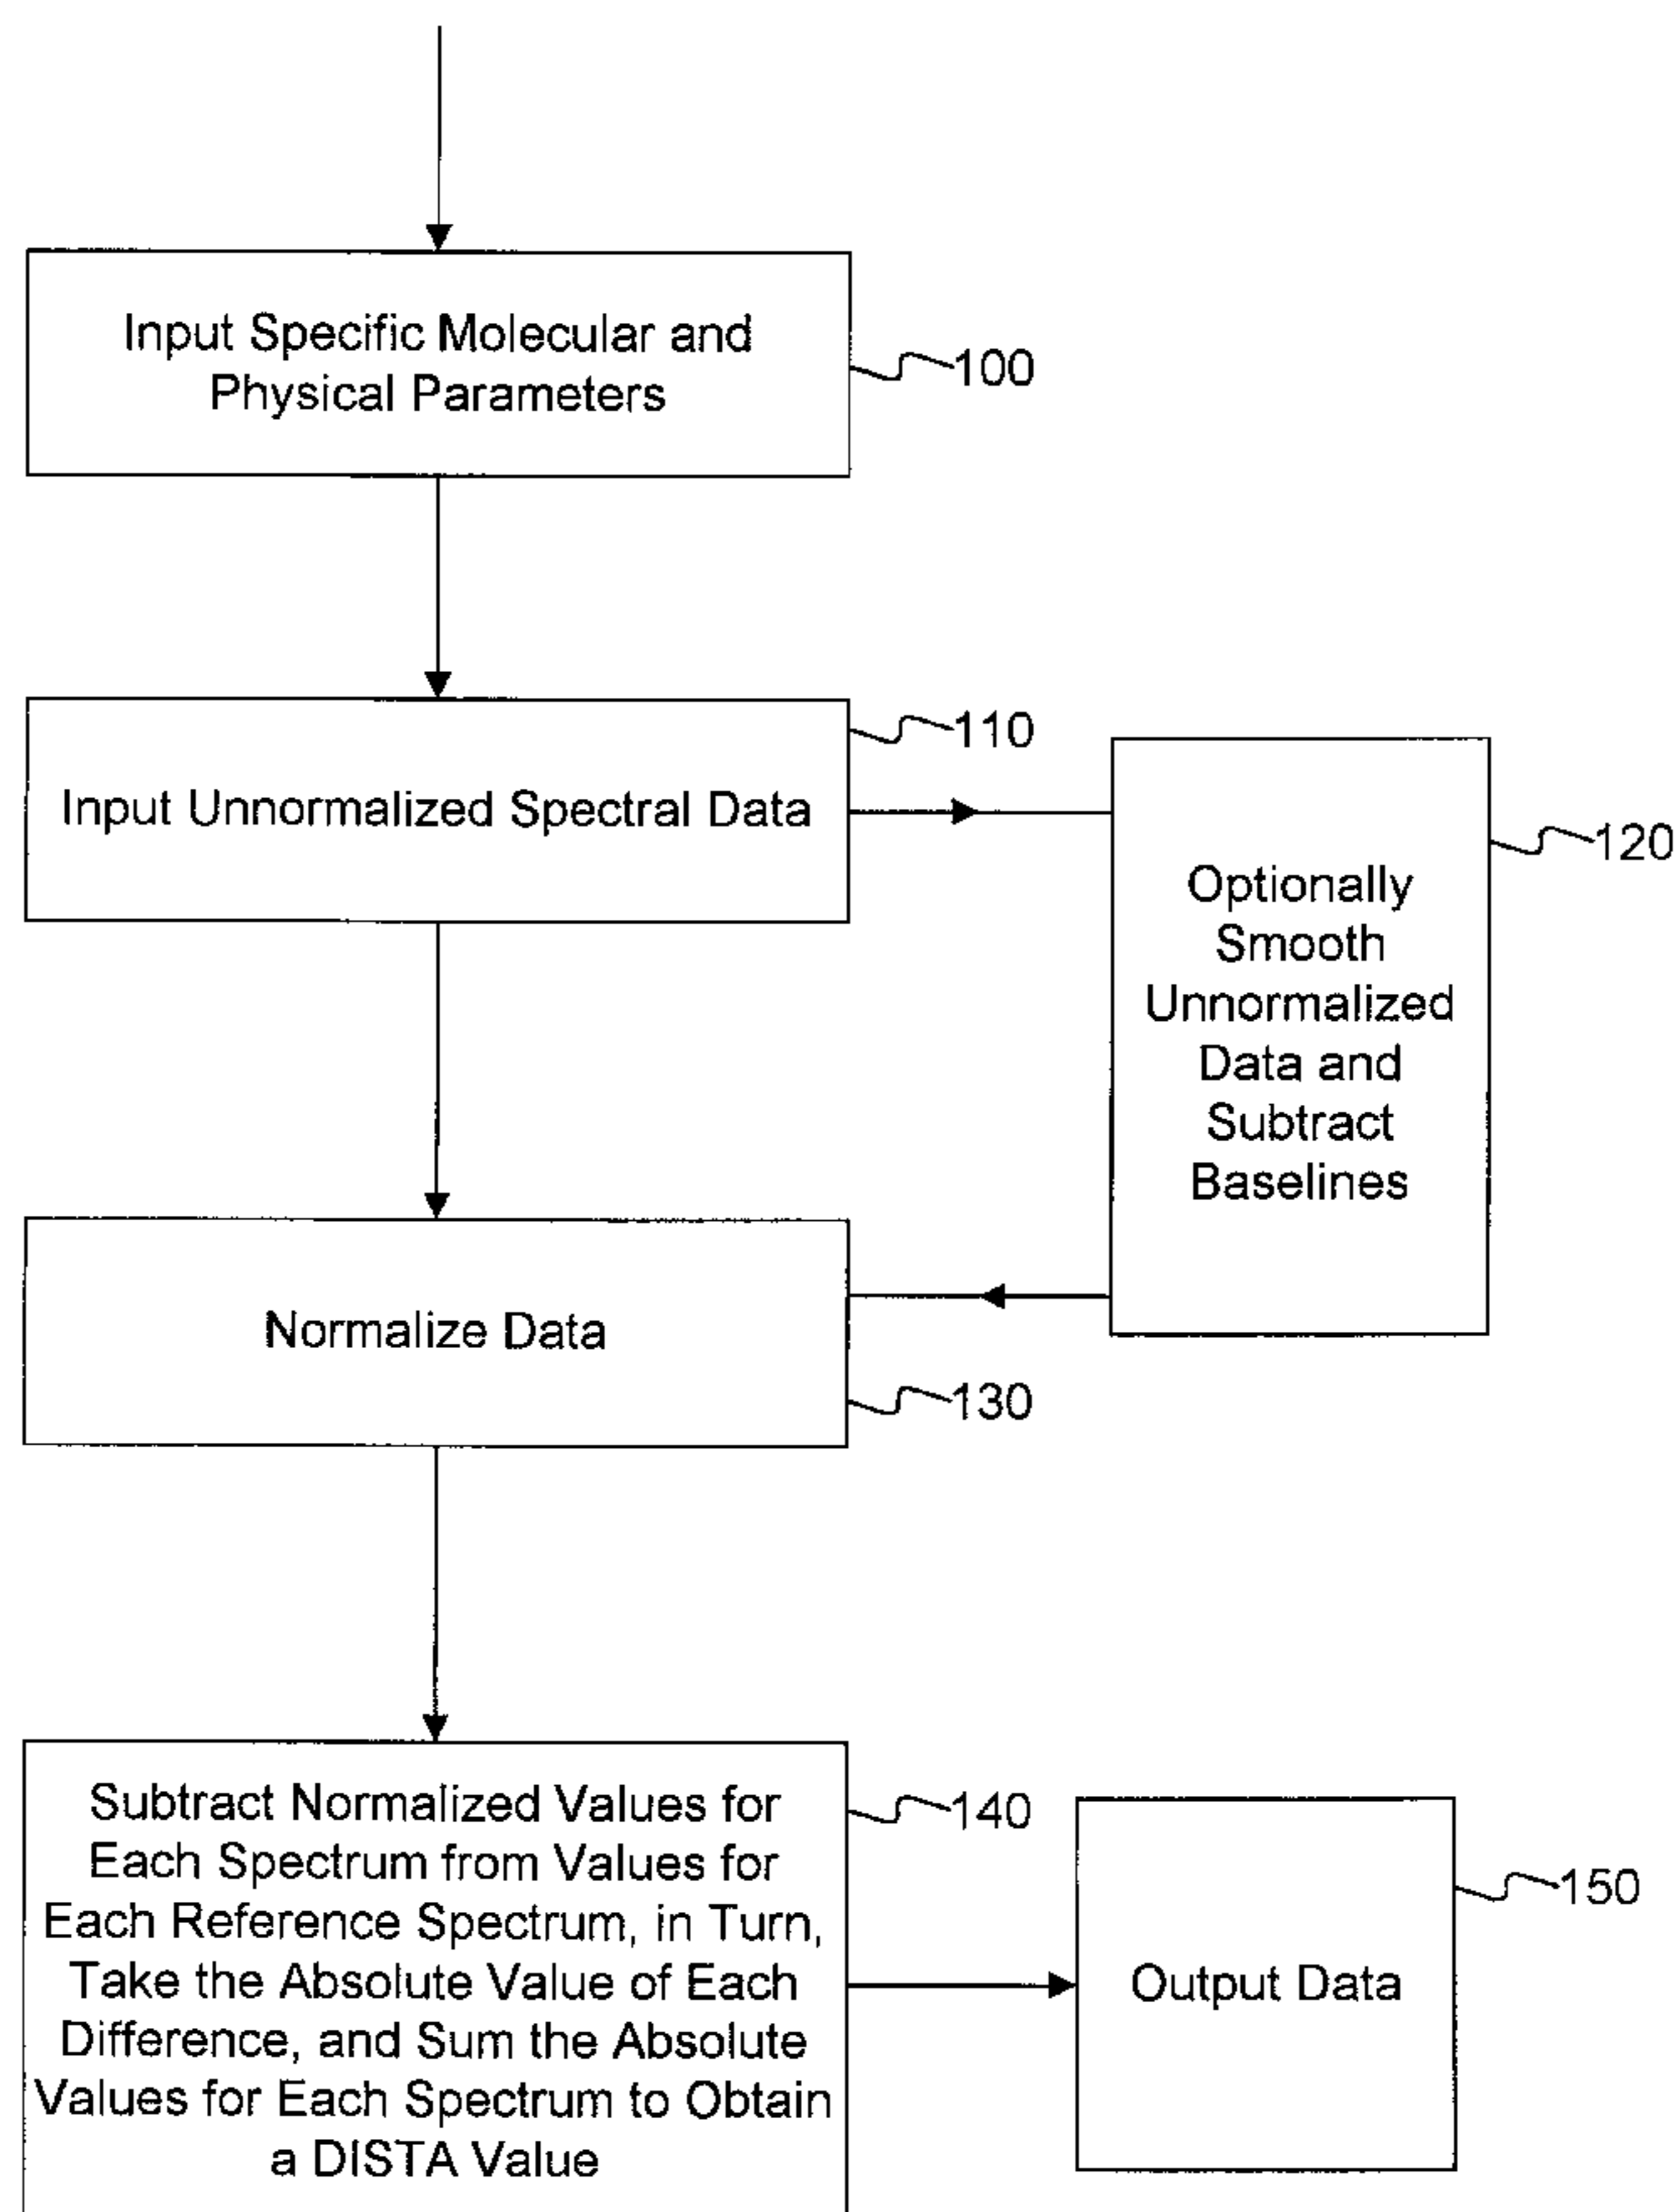 Input Specific Molecular and
Physical Parameters
100
Input Unnormalized Spectral Data
110
Optionally
Smooth
Unnormalized
Data and
Subtract
Baselines
120
Normalize Data
130
Subtract Normalized Values for
Each Spectrum from Values for
Each Reference Spectrum, in Turn,
Take the Absolute Value of Each
Difference, and Sum the Absolute
Values for Each Spectrum to Obtain
a DISTA Value
140
Output Data
150